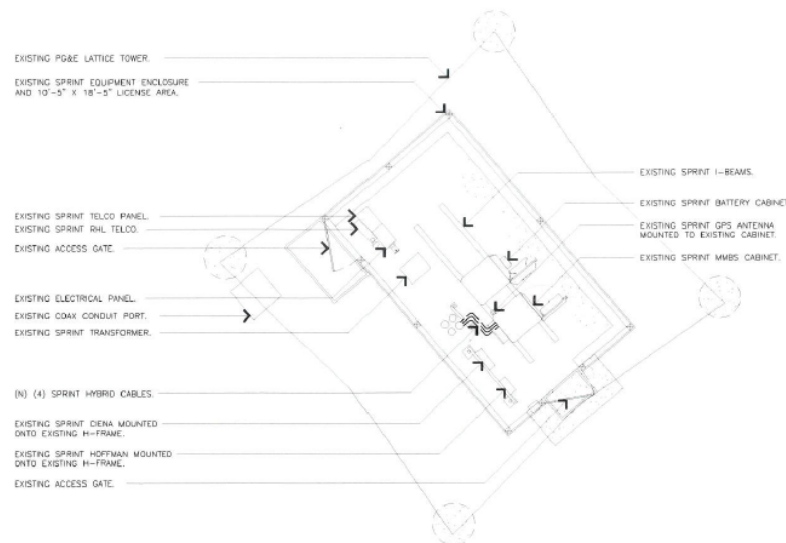 EXISTING PG&E LATTICE TOWER.
EXISTING SPRINT EQUIPMENT ENCLOSURE
AND 10'-5" X 18'-5" LICENSE AREA.
EXISTING SPRINT I-BEAMS.
EXISTING SPRINT BATTERY CABINET
EXISTING SPRINT GPS ANTENNA
MOUNTED TO EXISTING CABINET.
EXISTING SPRINT MMBS CABINET.
EXISTING SPRINT TELCO PANEL.
EXISTING SPRINT RHL TELCO.
EXISTING ACCESS GATE.
EXISTING ELECTRICAL PANEL.
EXISTING COAX CONDUIT PORT.
EXISTING SPRINT TRANSFORMER.
(N) (4) SPRINT HYBRID CABLES.
EXISTING SPRINT CIENA MOUNTED
ONTO EXISTING H-FRAME.
EXISTING SPRINT HOFFMAN MOUNTED
ONTO EXISTING H-FRAME.
EXISTING ACCESS GATE.